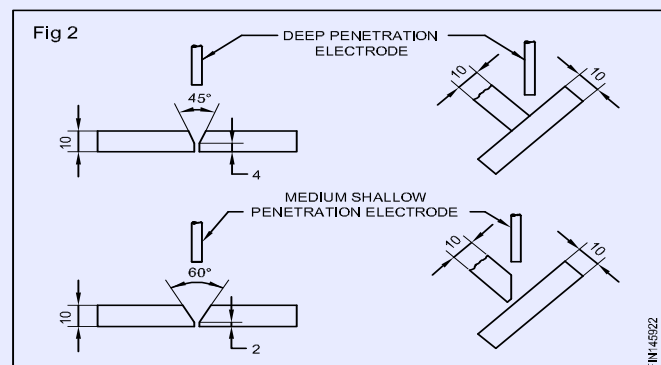 Fig 2
DEEP PENETRATION
ELECTRODE
10
10
45°
10
4
MEDIUM SHALLOW
PENETRATION ELECTRODE
10
10
60°
10
2
FIN145922